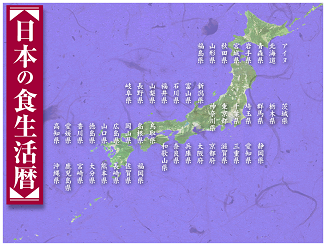 【日本の食生活暦】
アイヌ
北海道
青森県
岩手県
宮城県
秋田県
山形県
福島県
茨城県
栃木県
群馬県
埼玉県
千葉県
東京都
神奈川県
新潟県
富山県
石川県
福井県
山梨県
長野県
岐阜県
静岡県
愛知県
三重県
滋賀県
京都府
大阪府
兵庫県
奈良県
和歌山県
鳥取県
島根県
岡山県
広島県
山口県
徳島県
香川県
愛媛県
高知県
福岡県
佐賀県
長崎県
熊本県
大分県
宮崎県
鹿児島県
沖縄県